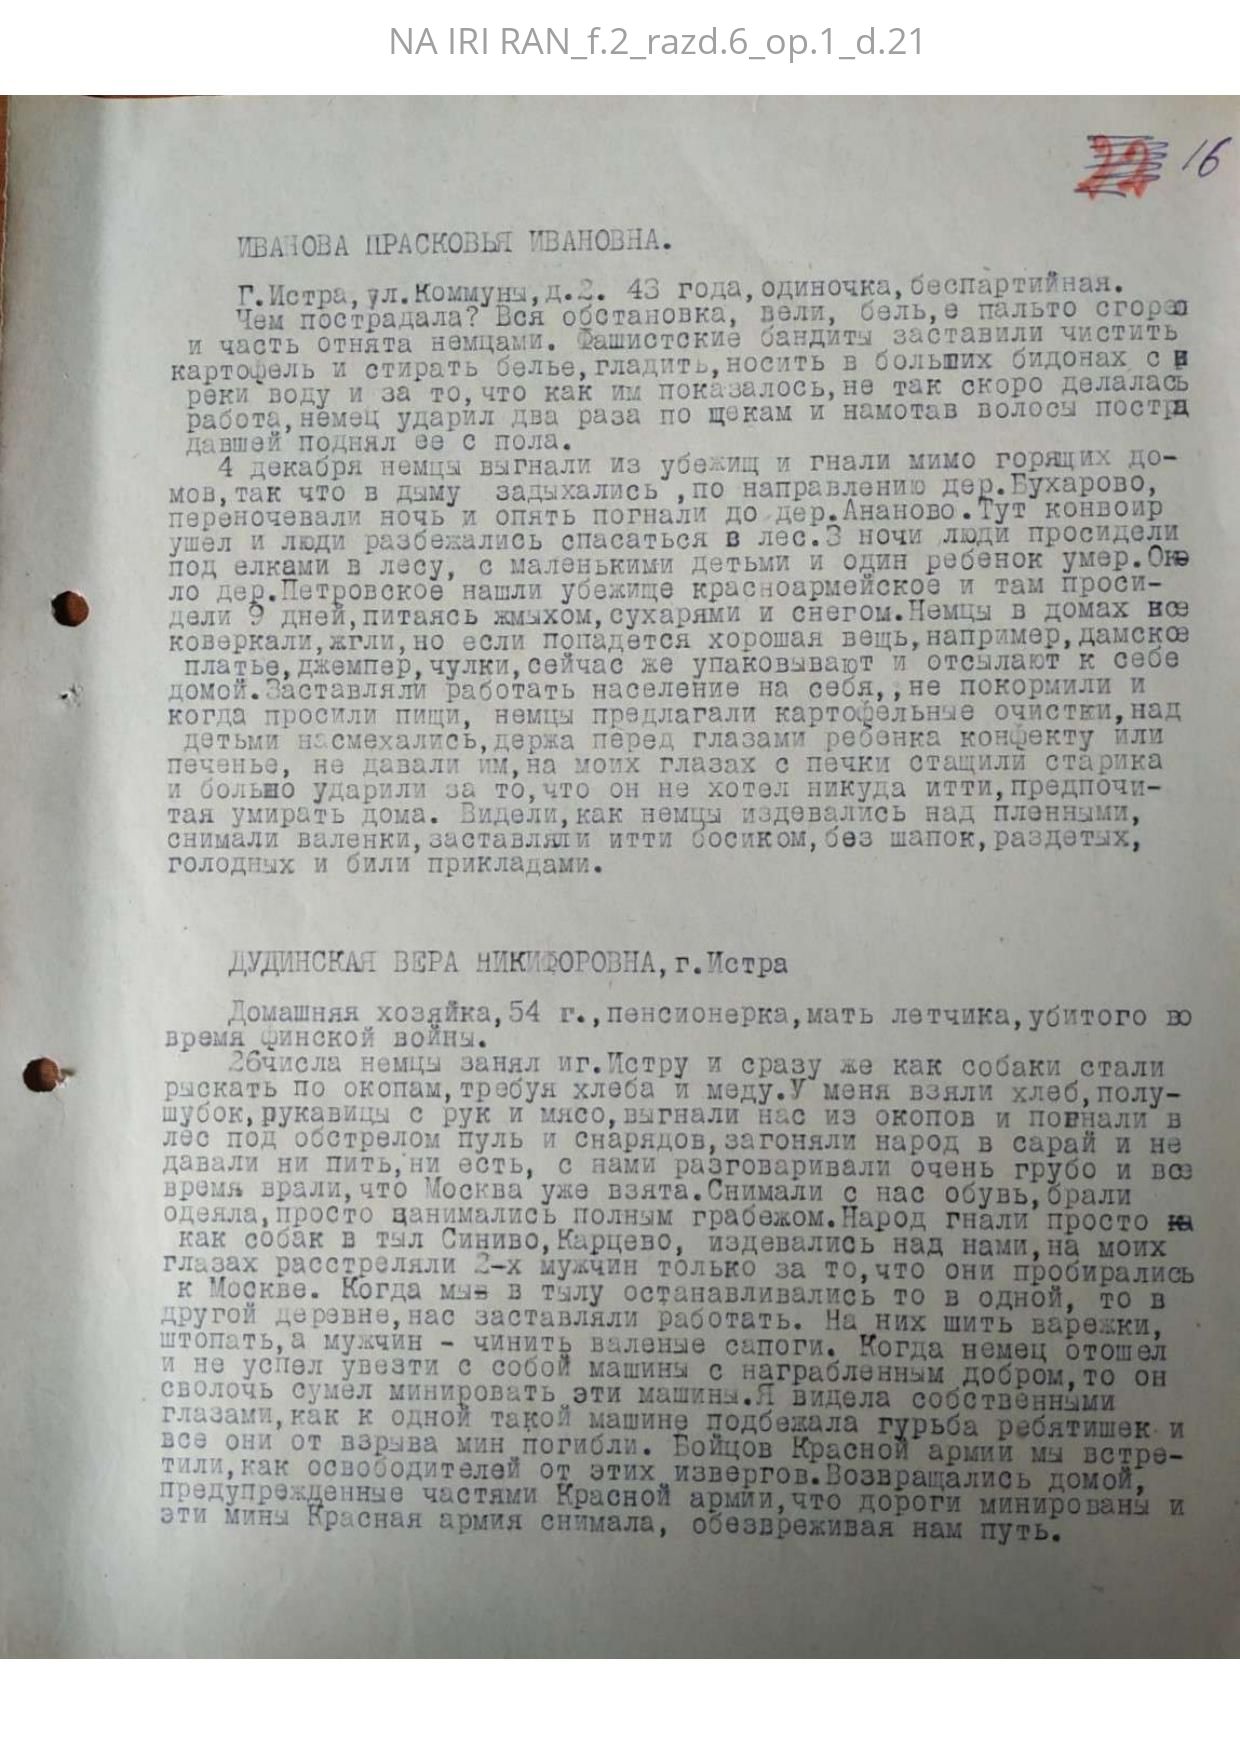 NA IRI RAN_f.2_razd.6_op.1_d.21
22 16
ИВАНОВА ПРАСКОВЬЯ ИВАНОВНА.
Г.Истра,ул.Коммуны,д.2. 43 года,одиночка,беспартийная.
Чем пострадала? Вся обстановка, вели, бель,е пальто сгорел
и часть отнята немцами. Фашистские бандиты заставили чистить
картофель и стирать белье,гладить,носить в больших бидонах с и
реки воду и за то,что как им показалось,не так скоро делалась
работа,немец ударил два раза по щекам и намотав волосы постра
давшей поднял ее с пола.
4 декабря немцы выгнали из убежищ и гнали мимо горящих до-
мов,так что в дыму задыхались ,по направлению дер.Бухарово,
переночевали ночь и опять погнали до дер.Ананово.Тут конвоир
ушел и люди разбежались спасаться в лес.3 ночи люди просидели
под елками в лесу, с маленькими детьми и один ребенок умер.Око
ло дер.Петровское нашли убежище красноармейское и там проси-
дели 9 дней,питаясь жмыхом,сухарями и снегом.Немцы в домах все
коверкали,жгли,но если попадется хорошая вещь,например,дамское
платье,джемпер,чулки,сейчас же упаковывают и отсылают к себе
домой.Заставляли работать население на себя,,не покормили и
когда просили пищи, немцы предлагали картофельные очистки,над
детьми насмехались,держа перед глазами ребенка конфекту или
печенье, не давали им,на моих глазах с печки стащили старика
и больно ударили за то,что он не хотел никуда итти,предпочи-
тая умирать дома. Видели,как немцы издевались над пленными,
снимали валенки,заставляли итти босиком,без шапок,раздетых,
голодных и били прикладами.
ДУДИНСКАЯ ВЕРА НИКИФОРОВНА,г.Истра
Домашняя хозяйка,54 г.,пенсионерка,мать летчика,убитого во
время финской войны.
26числа немцы занял иг.Истру и сразу же как собаки стали
рыскать по окопам,требуя хлеба и меду.У меня взяли хлеб,полу-
шубок,рукавицы с рук и мясо,выгнали нас из окопов и погнали в
лес под обстрелом пуль и снарядов,загоняли народ в сарай и не
давали ни пить,ни есть, с нами разговаривали очень грубо и все
время врали,что Москва уже взята.Снимали с нас обувь,брали
одеяла,просто занимались полным грабежом.Народ гнали просто
как собак в тыл Синиво,Карцево, издевались над нами,на моих
глазах расстреляли 2-х мужчин только за то,что они пробирались
к Москве. Когда мы в тылу останавливались то в одной, то в
другой деревне,нас заставляли работать. На них шить варежки,
штопать,а мужчин - чинить валеные сапоги. Когда немец отошел
и не успел увезти с собой машины с награбленным добром,то он
сволочь сумел минировать эти машины.Я видела собственными
глазами,как к одной такой машине подбежала гурьба ребятишек и
все они от взрыва мин погибли. Бойцов Красной армии мы встре-
тили,как освободителей от этих извергов.Возвращались домой,
предупрежденные частями Красной армии,что дороги минированы и
эти мины Красная армия снимала, обезвреживая нам путь.